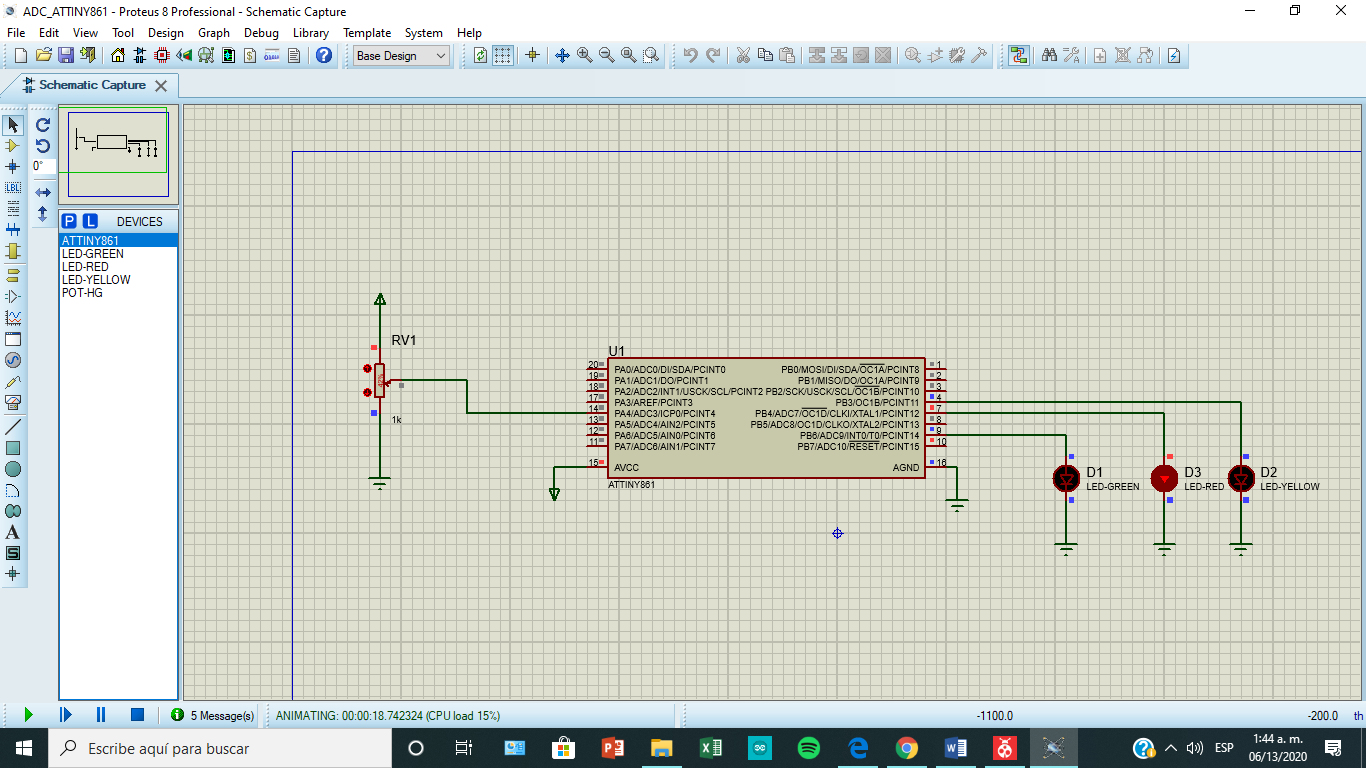 ADC_ATTINY861 - Proteus 8 Professional - Schematic Capture
File Edit View Tool Design Graph Debug Library Template System Help
Base Design
Schematic Capture
0°
LBL
P L DEVICES
ATTINY861
LED-GREEN
LED-RED
LED-YELLOW
POT-HG
A
S
RV1
1k
U1
20 PA0/ADC0/DI/SDA/PCINT0 PB0/MOSI/DI/SDA/OC1A/PCINT8 1
19 PA1/ADC1/DO/PCINT1 PB1/MISO/DO/OC1A/PCINT9 2
18 PA2/ADC2/INT1/USCK/SCL/PCINT2 PB2/SCK/USCK/SCL/OC1B/PCINT10 3
17 PA3/AREF/PCINT3 PB3/OC1B/PCINT11 4
14 PA4/ADC3/ICP0/PCINT4 PB4/ADC7/OC1D/CLKI/XTAL1/PCINT12 7
13 PA5/ADC4/AIN2/PCINT5 PB5/ADC8/OC1D/CLKO/XTAL2/PCINT13 8
12 PA6/ADC5/AIN0/PCINT6 PB6/ADC9/INT0/T0/PCINT14 9
11 PA7/ADC6/AIN1/PCINT7 PB7/ADC10/RESET/PCINT15 10
15 AVCC AGND 16
ATTINY861
D1
LED-GREEN
D3
LED-RED
D2
LED-YELLOW
5 Message(s) ANIMATING: 00:00:18.742324 (CPU load 15%) -1100.0 -200.0 th
Escribe aquí para buscar
ESP
1:44 a. m.
06/13/2020